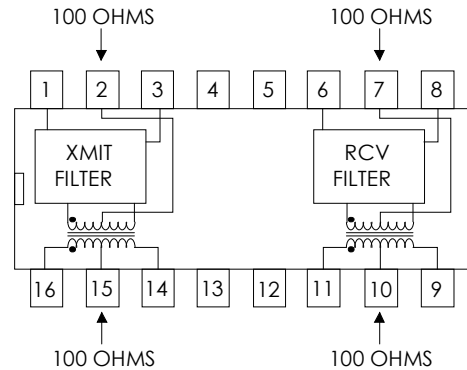 100 OHMS 100 OHMS
1 2 3 4 5 6 7 8
XMIT FILTER
RCV FILTER
16 15 14 13 12 11 10 9
100 OHMS 100 OHMS